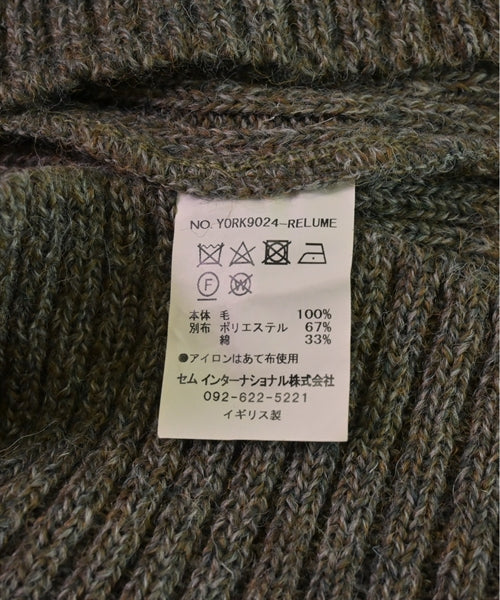 NO. YORK9024-RELUME
F W
本体 毛 100%
別布 ポリエステル 67%
綿 33%
●アイロンはあて布使用
セム インターナショナル株式会社
092-622-5221
イギリス製